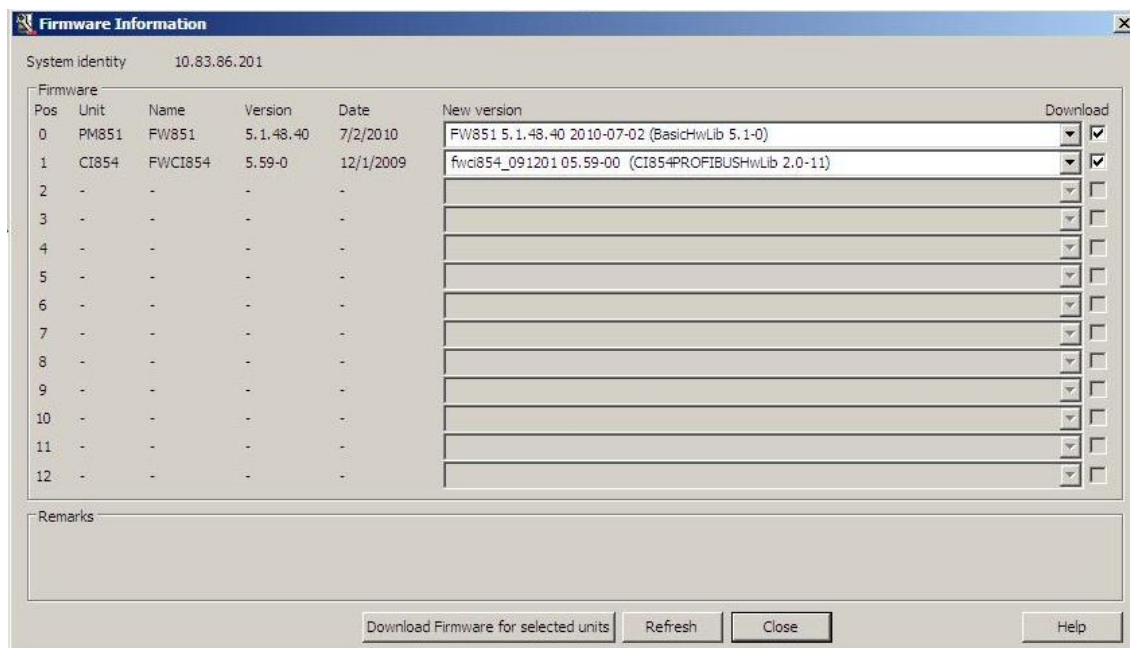 Firmware Information
System identity 10.83.86.201
Firmware
Pos Unit Name Version Date New version Download
0 PM851 FW851 5.1.48.40 7/2/2010 FW851 5.1.48.40 2010-07-02 (BasicHwLib 5.1-0)
1 CI854 FWCI854 5.59-0 12/1/2009 fwci854_091201 05.59-00 (CI854PROFIBUSHwLib 2.0-11)
2 - - - -
3 - - - -
4 - - - -
5 - - - -
6 - - - -
7 - - - -
8 - - - -
9 - - - -
10 - - - -
11 - - - -
12 - - - -
Remarks
Download Firmware for selected units Refresh Close Help